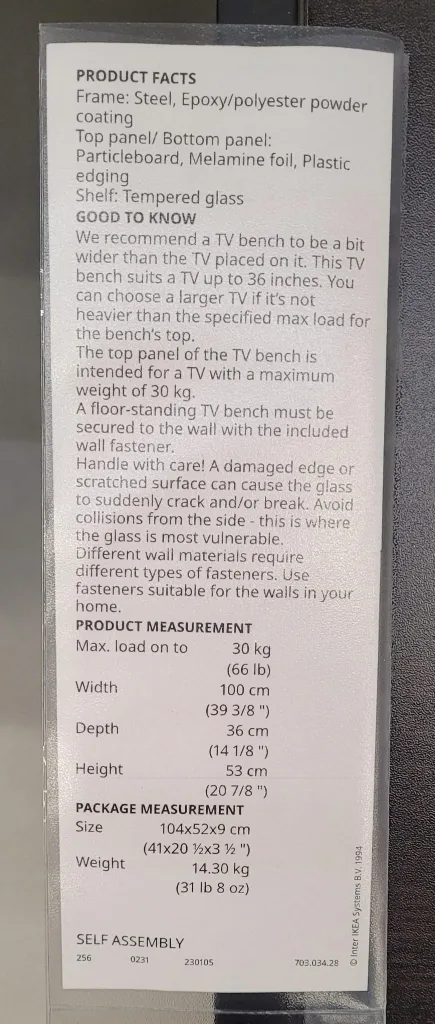 PRODUCT FACTS
Frame: Steel, Epoxy/polyester powder
coating
Top panel/ Bottom panel:
Particleboard, Melamine foil, Plastic
edging
Shelf: Tempered glass
GOOD TO KNOW
We recommend a TV bench to be a bit
wider than the TV placed on it. This TV
bench suits a TV up to 36 inches. You
can choose a larger TV if it's not
heavier than the specified max load for
the bench's top.
The top panel of the TV bench is
intended for a TV with a maximum
weight of 30 kg.
A floor-standing TV bench must be
secured to the wall with the included
wall fastener.
Handle with care! A damaged edge or
scratched surface can cause the glass
to suddenly crack and/or break. Avoid
collisions from the side - this is where
the glass is most vulnerable.
Different wall materials require
different types of fasteners. Use
fasteners suitable for the walls in your
home.
PRODUCT MEASUREMENT
Max. load on to 30 kg
(66 lb)
Width 100 cm
(39 3/8 ")
Depth 36 cm
(14 1/8 ")
Height 53 cm
(20 7/8 ")
PACKAGE MEASUREMENT
Size 104x52x9 cm
(41x20 ½x3 ½ ")
Weight 14.30 kg
(31 lb 8 oz)
SELF ASSEMBLY
256 0231 230105 703.034.28
© Inter IKEA Systems B.V. 1994